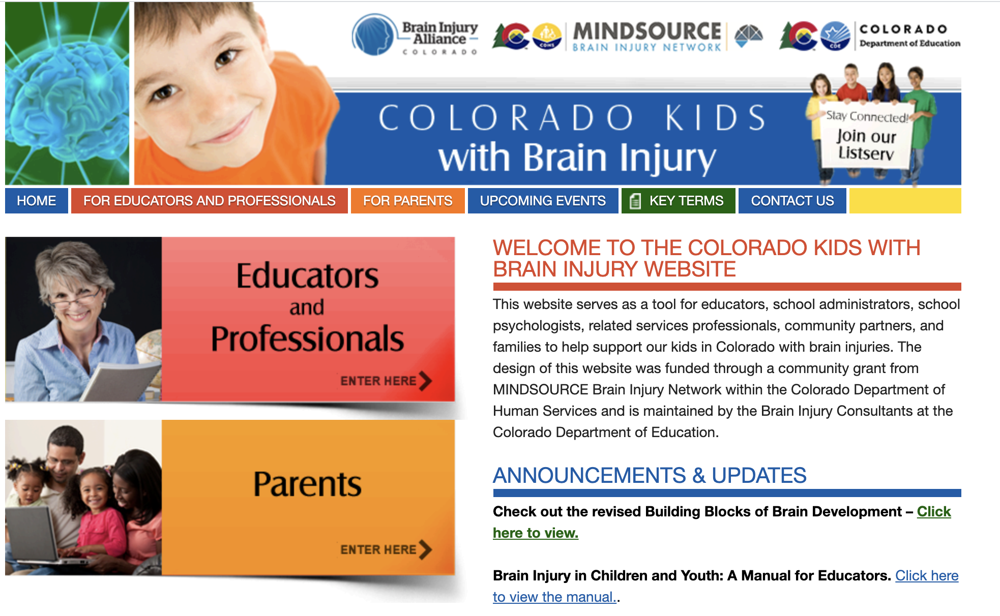 Brain Injury
Alliance
COLORADO
CDHS
MINDSOURCE
BRAIN INJURY NETWORK
CDE
COLORADO
Department of Education
COLORADO KIDS
with Brain Injury
Stay Connected!
Join our
Listserv
HOME
FOR EDUCATORS AND PROFESSIONALS
FOR PARENTS
UPCOMING EVENTS
KEY TERMS
CONTACT US
Educators
and
Professionals
ENTER HERE
Parents
ENTER HERE
WELCOME TO THE COLORADO KIDS WITH
BRAIN INJURY WEBSITE
This website serves as a tool for educators, school administrators, school
psychologists, related services professionals, community partners, and
families to help support our kids in Colorado with brain injuries. The
design of this website was funded through a community grant from
MINDSOURCE Brain Injury Network within the Colorado Department of
Human Services and is maintained by the Brain Injury Consultants at the
Colorado Department of Education.
ANNOUNCEMENTS & UPDATES
Check out the revised Building Blocks of Brain Development – Click
here to view.
Brain Injury in Children and Youth: A Manual for Educators. Click here
to view the manual..